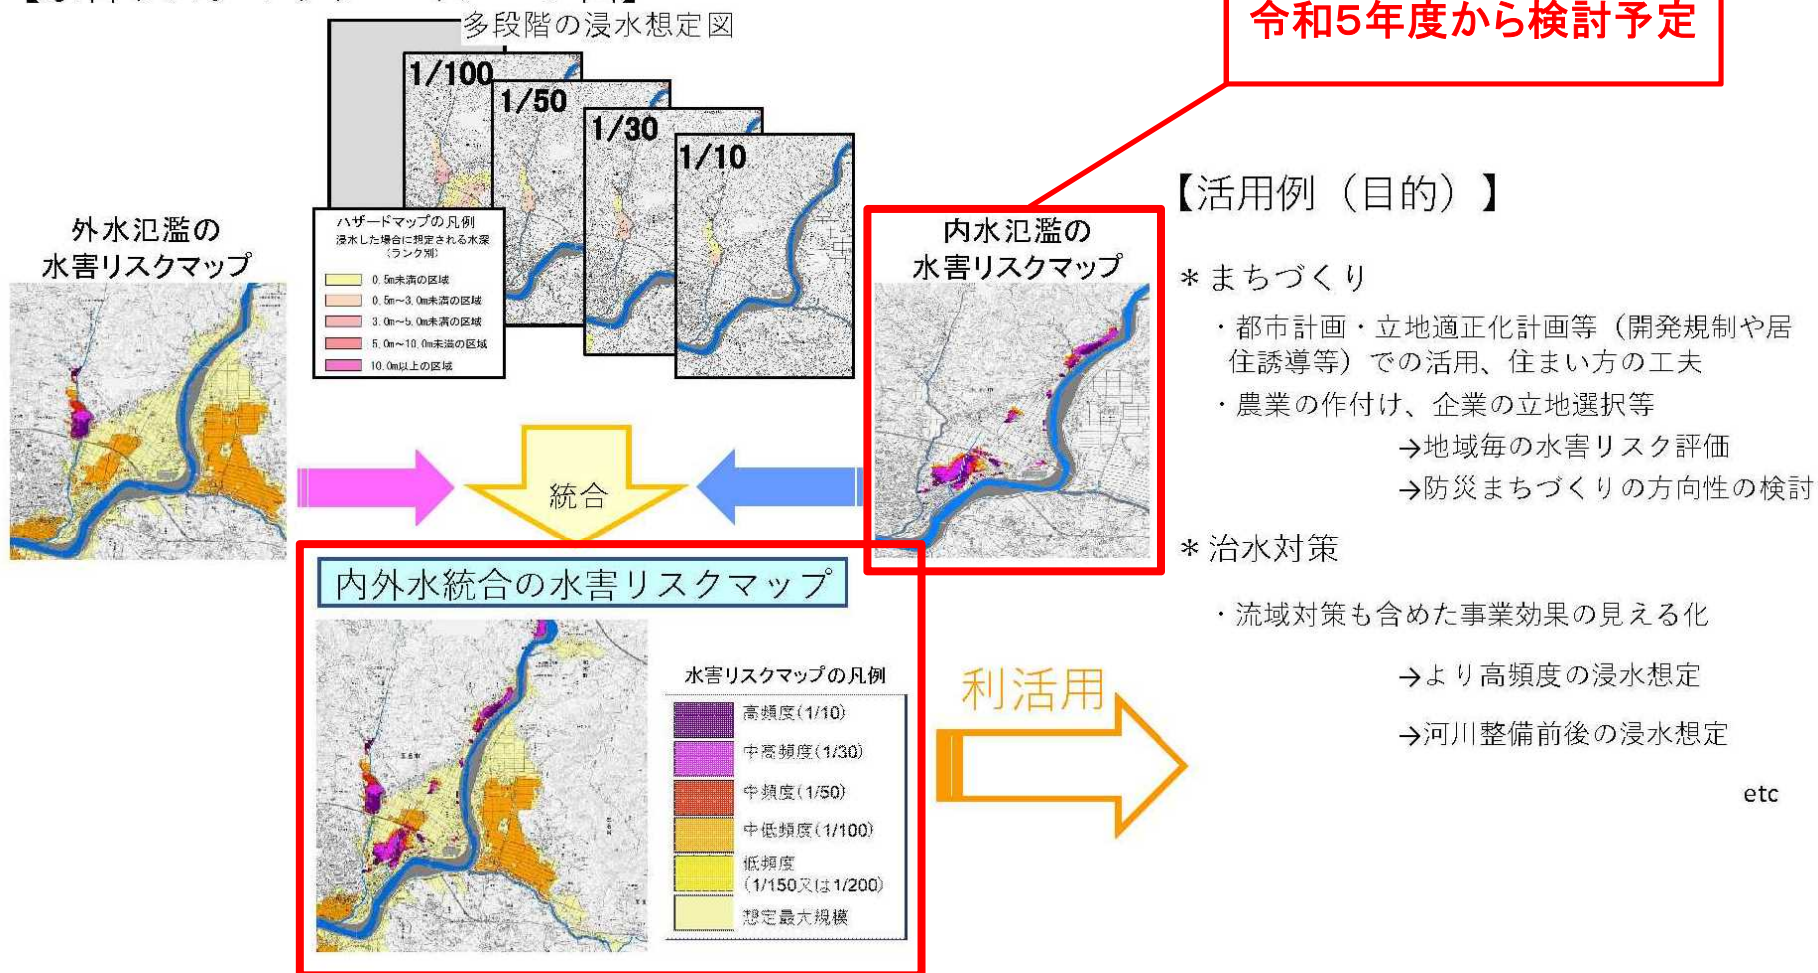 多段階の浸水想定図
令和5年度から検討予定
1/100
1/50
1/30
1/10
ハザードマップの凡例
浸水した場合に想定される水深
(ランク別)
0.5m未満の区域
0.5m~3.0m未満の区域
3.0m~5.0m未満の区域
5.0m~10.0m未満の区域
10.0m以上の区域
外水氾濫の
水害リスクマップ
内水氾濫の
水害リスクマップ
統合
内外水統合の水害リスクマップ
水害リスクマップの凡例
高頻度(1/10)
中高頻度(1/30)
中頻度(1/50)
中低頻度(1/100)
低頻度
(1/150又は1/200)
想定最大規模
利活用
【活用例（目的）】
＊まちづくり
・都市計画・立地適正化計画等（開発規制や居
住誘導等）での活用、住まい方の工夫
・農業の作付け、企業の立地選択等
→地域毎の水害リスク評価
→防災まちづくりの方向性の検討
＊治水対策
・流域対策も含めた事業効果の見える化
→より高頻度の浸水想定
→河川整備前後の浸水想定
etc